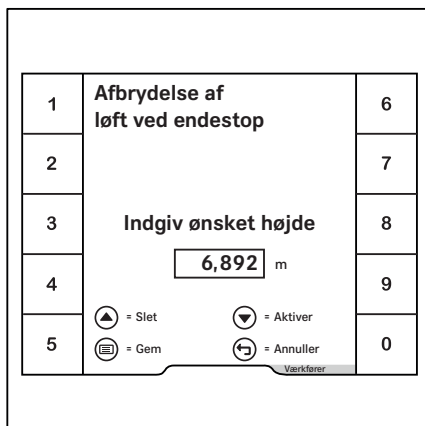 Afbrydelse af
løft ved endestop
1
2
3
4
5
6
7
8
9
0
Indgiv ønsket højde
6,892 m
= Slet
= Aktiver
= Gem
= Annuller
Værkfører